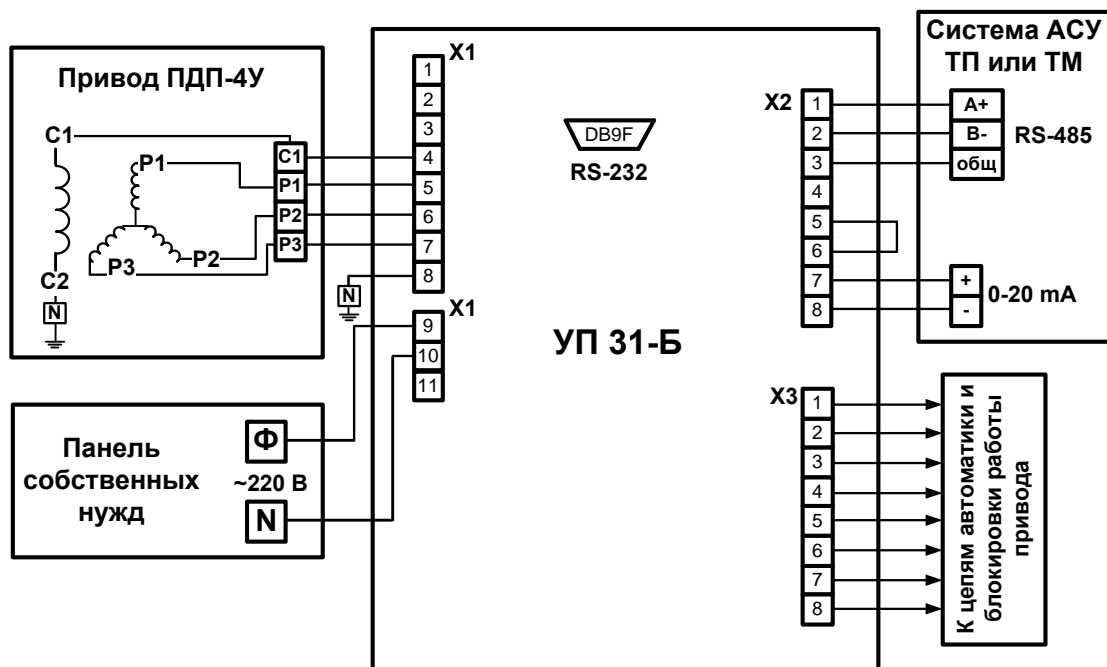 Привод ПДП-4У
C1
P1
P2
P3
C2
N
C1
P1
P2
P3
N
X1
1
2
3
4
5
6
7
8
X1
9
10
11
Панель
собственных
нужд
Ф
~220 В
N
DB9F
RS-232
УП 31-Б
X2
1
2
3
4
5
6
7
8
Система АСУ
ТП или ТМ
A+
B-
общ
RS-485
+
-
0-20 mA
X3
1
2
3
4
5
6
7
8
К цепям автоматики и
блокировки работы
привода